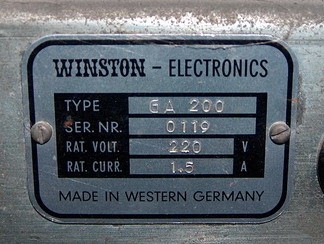 WINSTON - ELECTRONICS
TYPE GA 200
SER. NR. 0119
RAT. VOLT. 220 V
RAT. CURR. 1.5 A
MADE IN WESTERN GERMANY